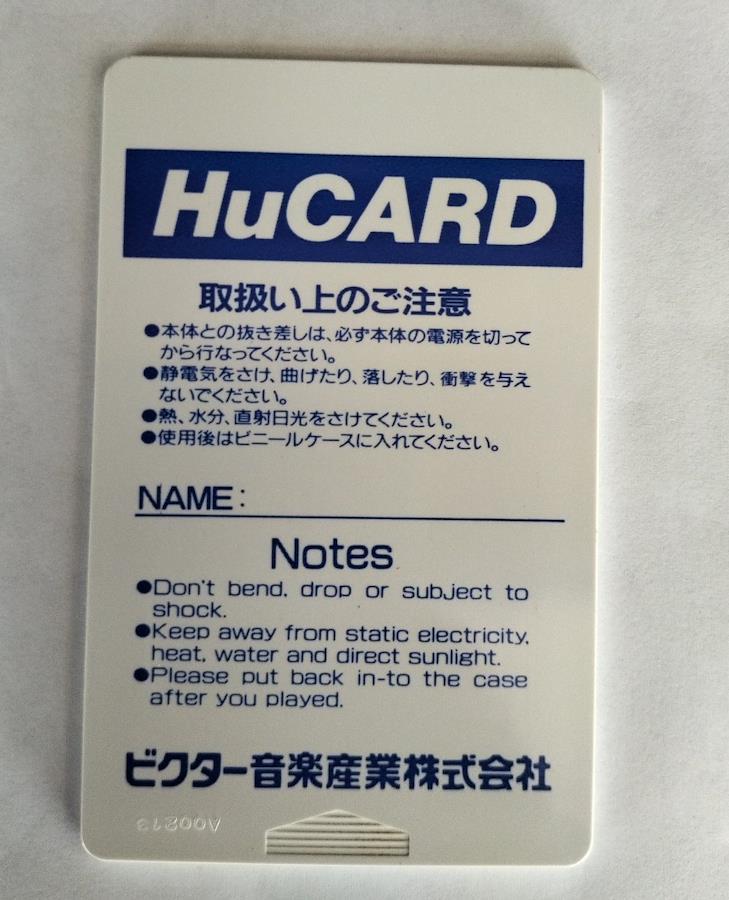 HuCARD
取扱い上のご注意
●本体との抜き差しは、必ず本体の電源を切って
から行なってください。
●静電気をさけ、曲げたり、落したり、衝撃を与え
ないでください。
●熱、水分、直射日光をさけてください。
●使用後はビニールケースに入れてください。
NAME:
Notes
●Don't bend, drop or subject to
shock.
●Keep away from static electricity,
heat, water and direct sunlight.
●Please put back in-to the case
after you played.
ビクター音楽産業株式会社
A00213